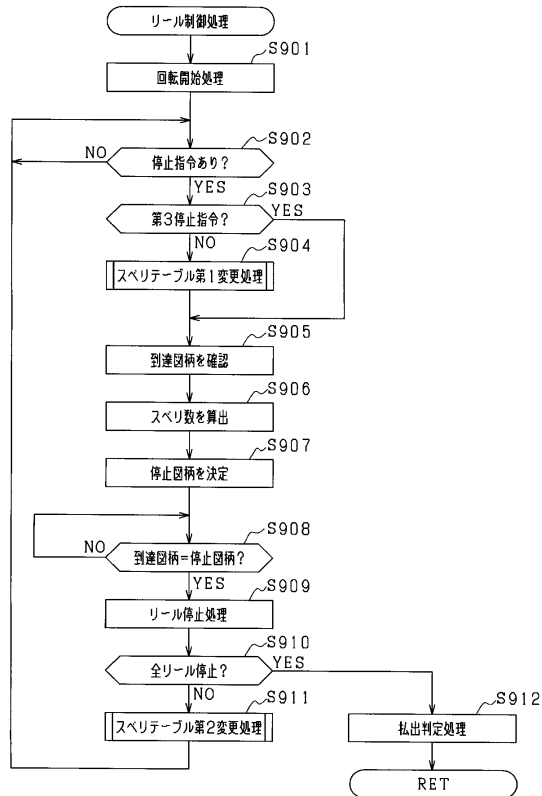 リール制御処理
S901
回転開始処理
S902
停止指令あり?
NO
YES
S903
第3停止指令?
YES
NO
S904
スベリテーブル第1変更処理
S905
到達図柄を確認
S906
スベリ数を算出
S907
停止図柄を決定
S908
到達図柄=停止図柄?
NO
YES
S909
リール停止処理
S910
全リール停止?
YES
NO
S911
スベリテーブル第2変更処理
S912
払出判定処理
RET